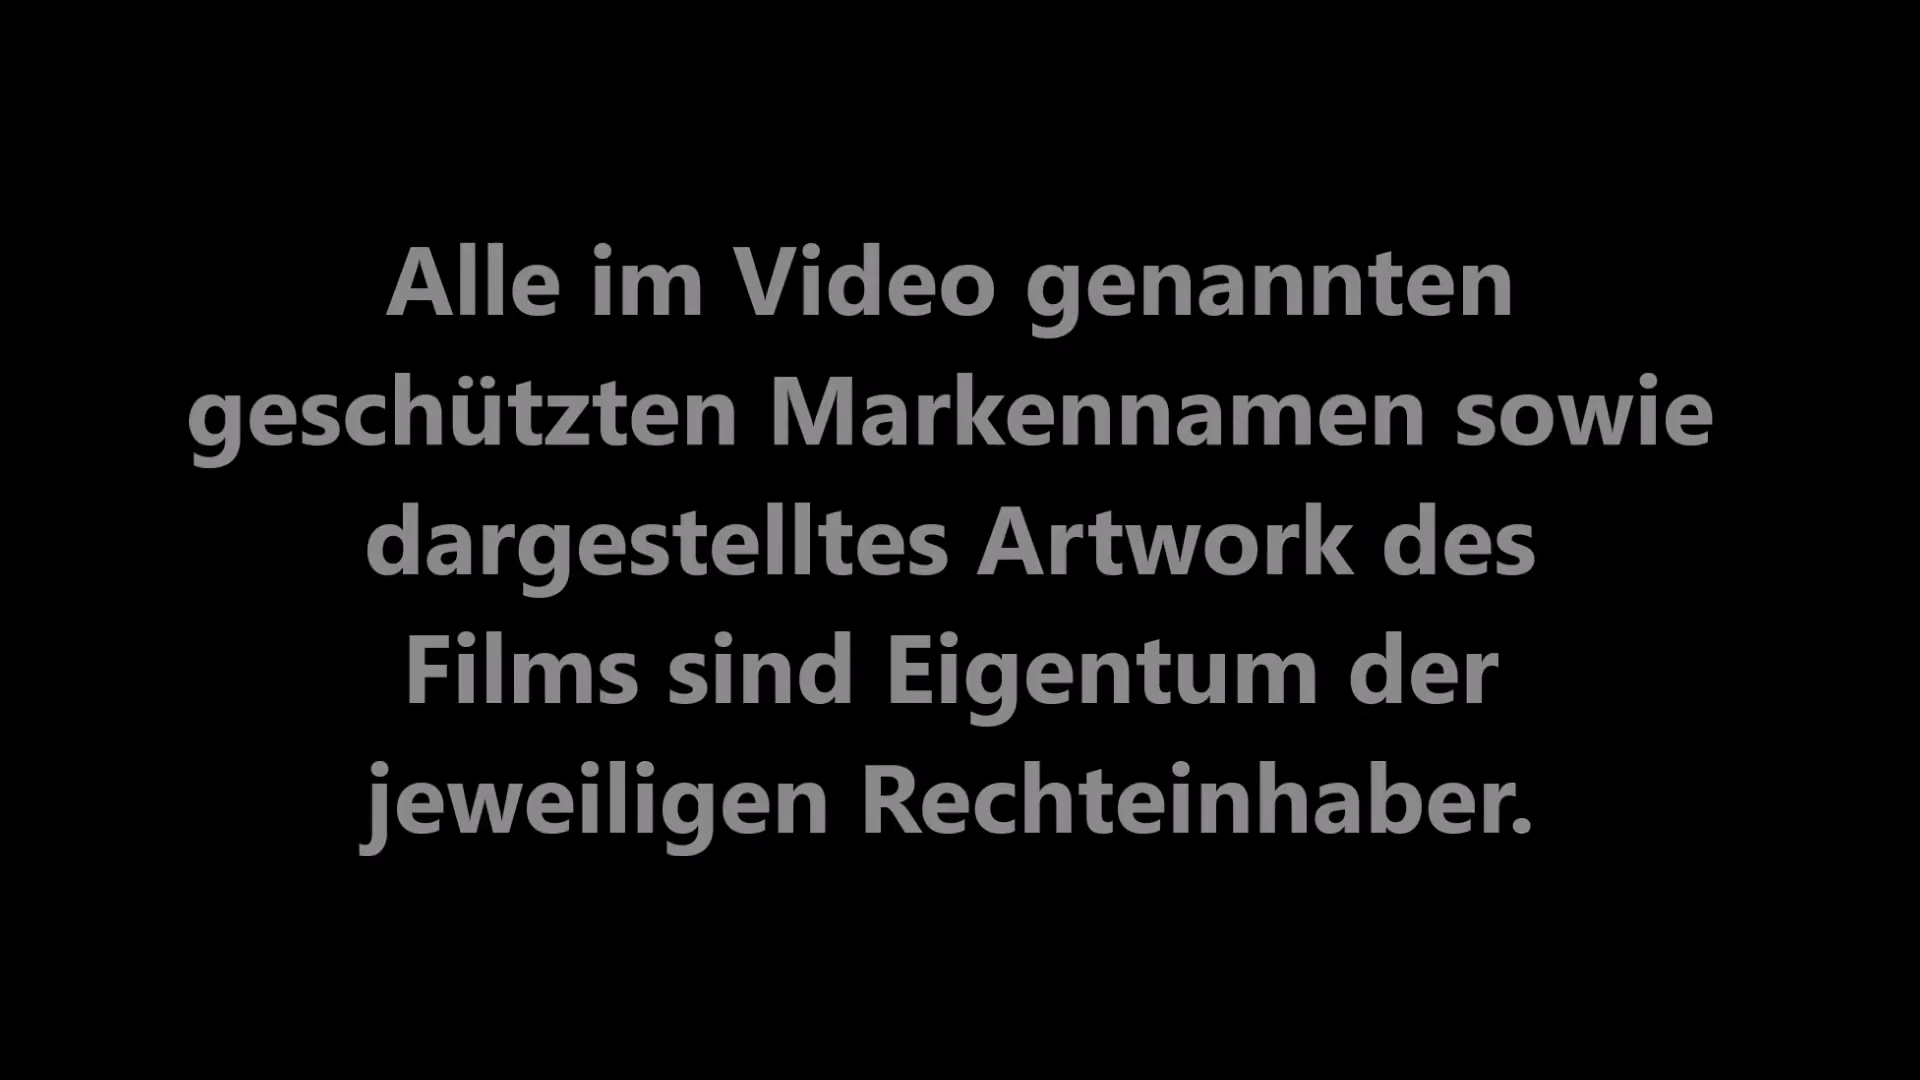 Alle im Video genannten
geschützten Markennamen sowie
dargestelltes Artwork des
Films sind Eigentum der
jeweiligen Rechteinhaber.